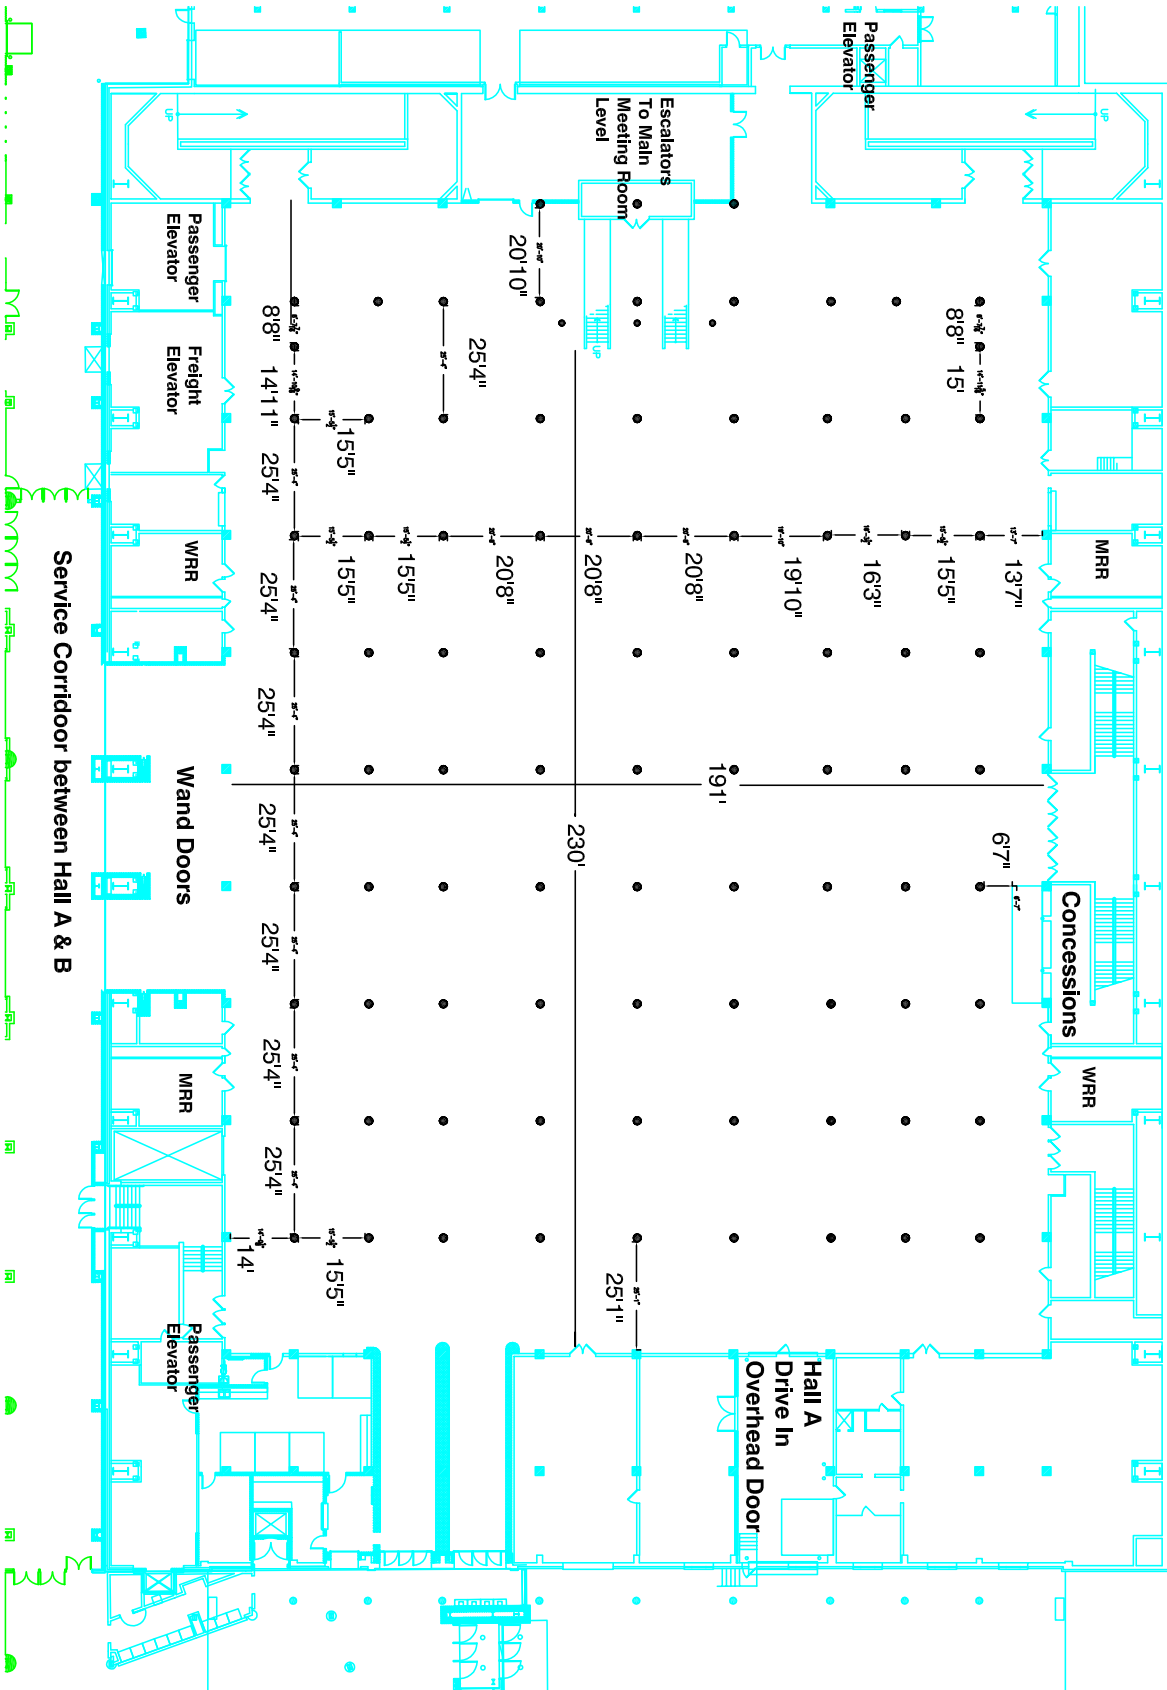 Passenger
Elevator
UP
UP
Escalators
To Main
Meeting Room
Level
Passenger
Elevator
20'10"
8'8"
8'8"
25'4"
Freight
Elevator
14'11"
15'
UP
15'5"
25'4"
WRR
MRR
15'5"
15'5"
20'8"
20'8"
20'8"
19'10"
16'3"
15'5"
13'7"
25'4"
Service Corridoor between Hall A & B
25'4"
Wand Doors
191'
25'4"
230'
6'7"
Concessions
25'4"
25'4"
MRR
WRR
25'4"
14'
15'5"
25'1"
Passenger
Elevator
Hall A
Drive In
Overhead Door